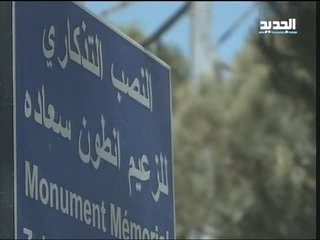 الجديد
النصب التذكاري
للزعيم انطون سعاده
Monument Mémorial